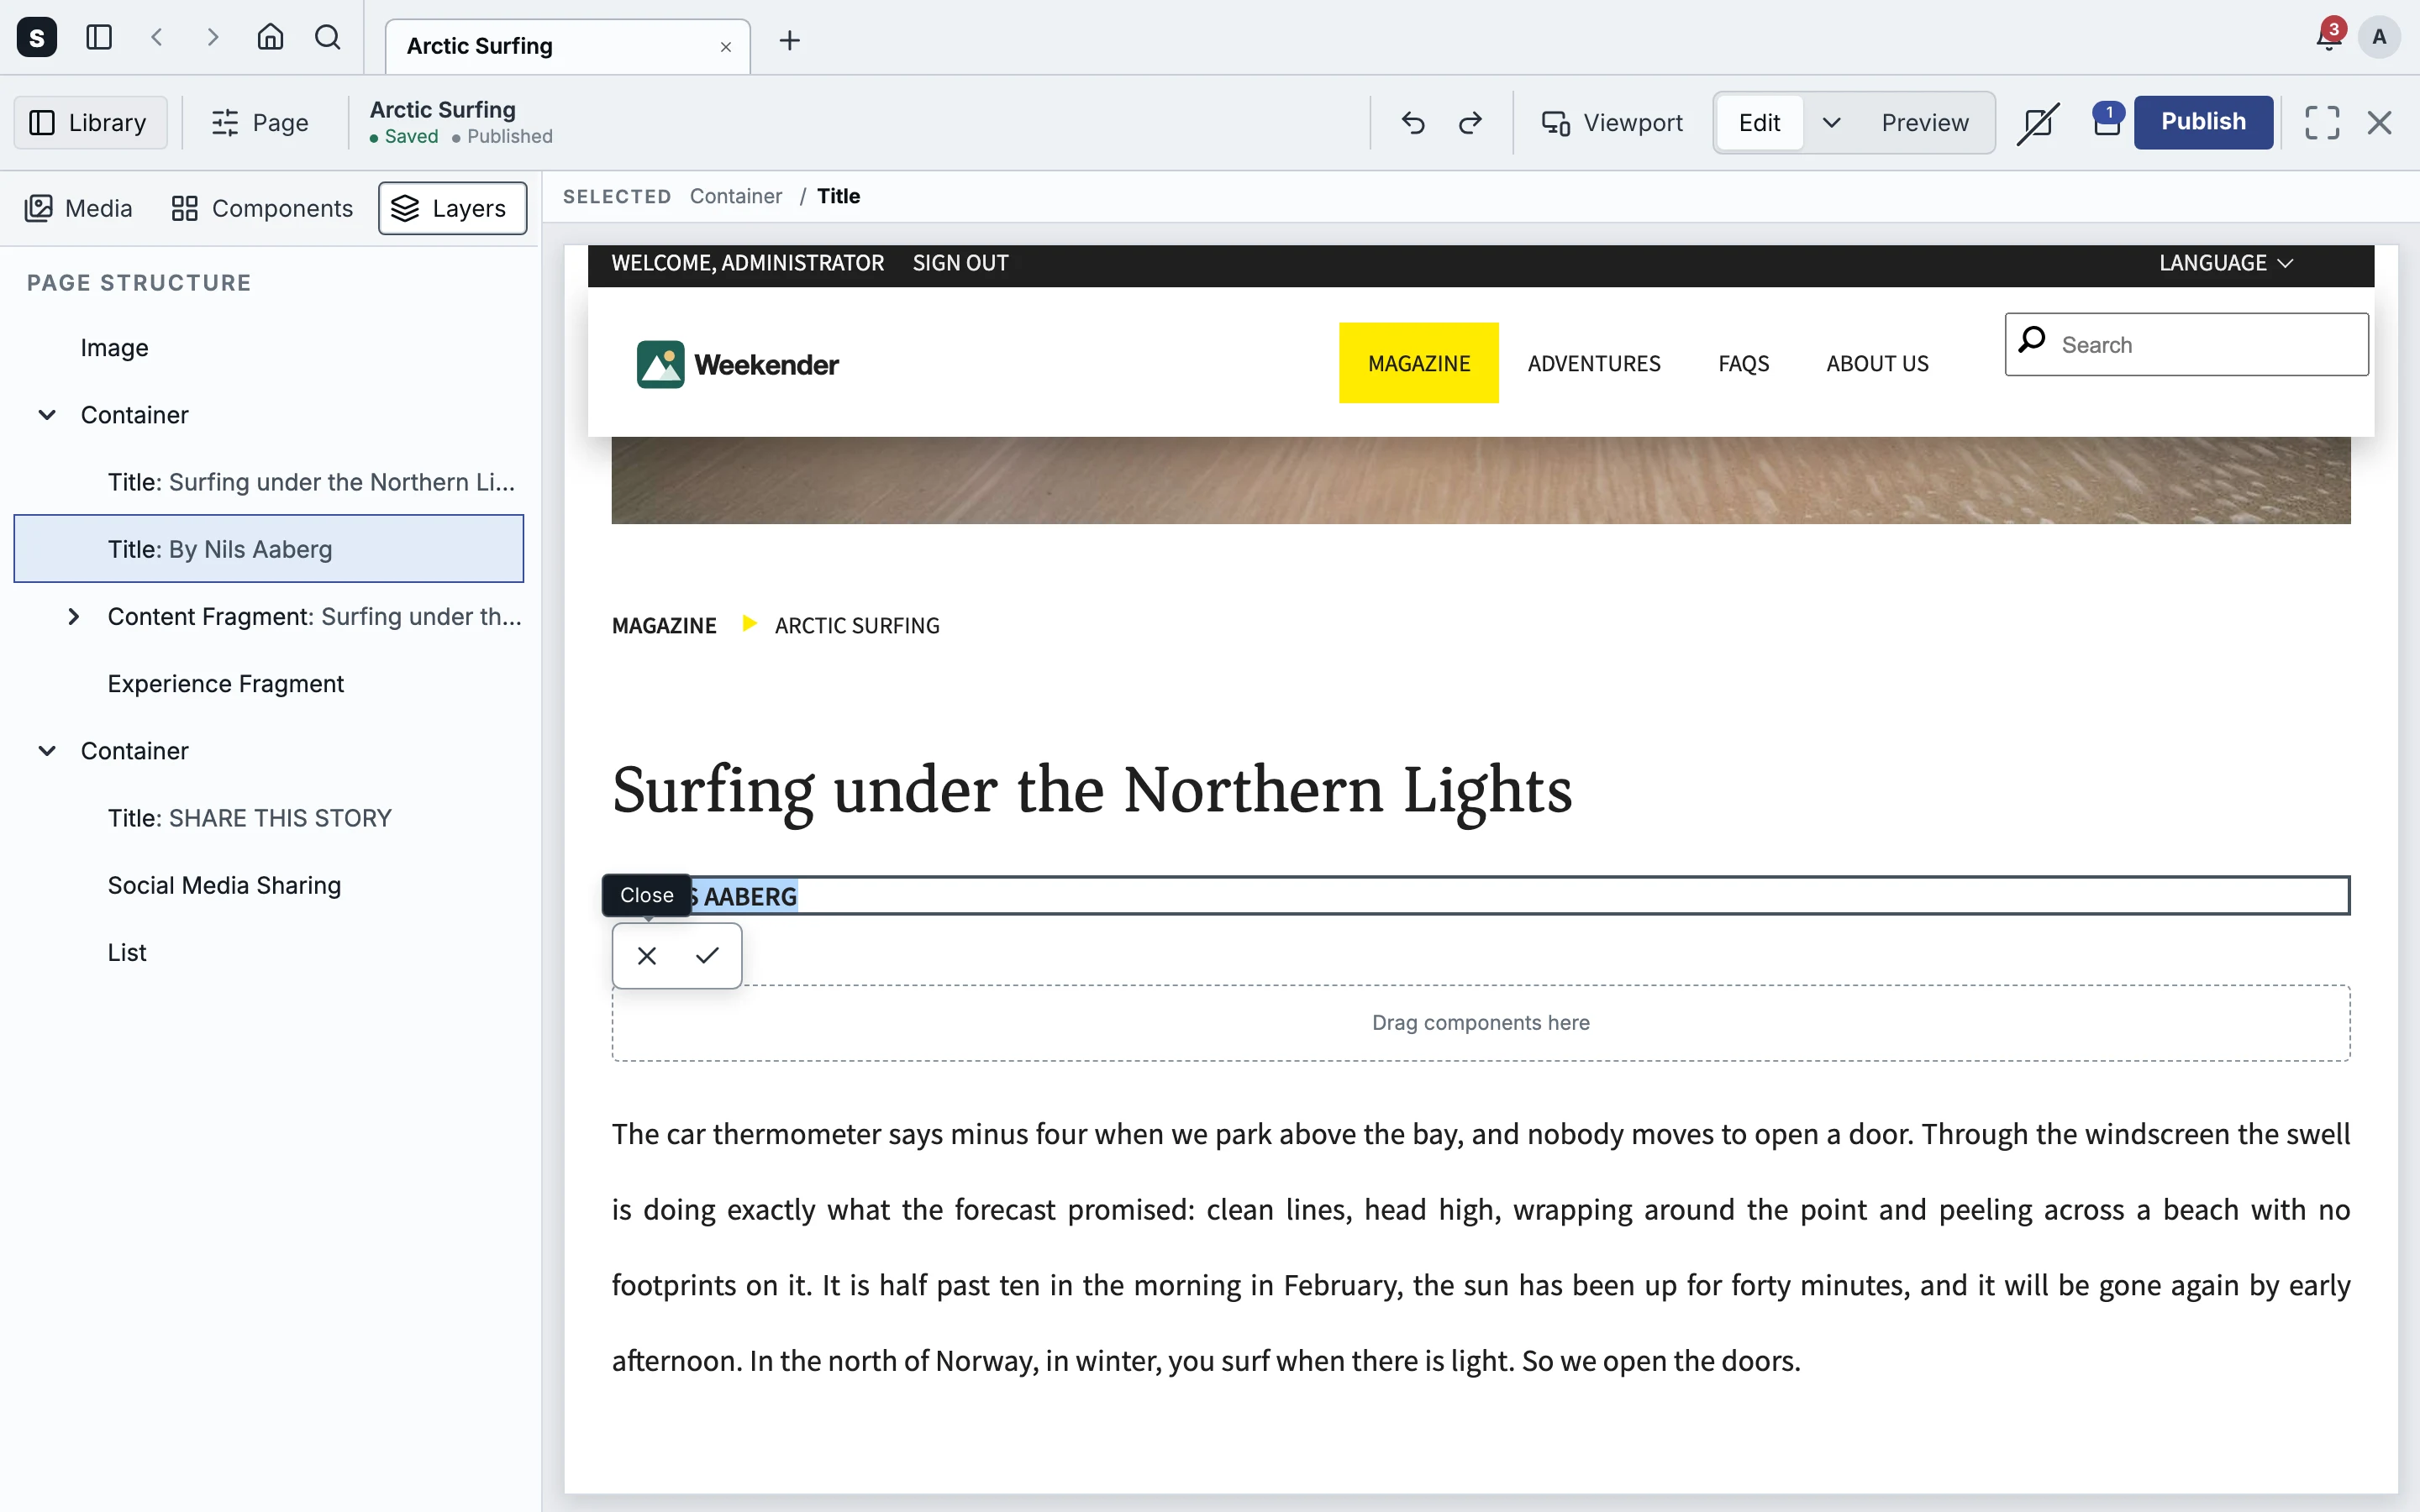 S
Arctic Surfing
3
A
Library
Page
Arctic Surfing
Saved
Published
Viewport
Edit
Preview
1
Publish
Media
Components
Layers
SELECTED Container / Title
PAGE STRUCTURE
Image
Container
Title: Surfing under the Northern Li...
Title: By Nils Aaberg
Content Fragment: Surfing under th...
Experience Fragment
Container
Title: SHARE THIS STORY
Social Media Sharing
List
WELCOME, ADMINISTRATOR SIGN OUT LANGUAGE
Weekender
MAGAZINE ADVENTURES FAQS ABOUT US
Search
MAGAZINE ARCTIC SURFING
Surfing under the Northern Lights
Close
AABERG
Drag components here
The car thermometer says minus four when we park above the bay, and nobody moves to open a door. Through the windscreen the swell
is doing exactly what the forecast promised: clean lines, head high, wrapping around the point and peeling across a beach with no
footprints on it. It is half past ten in the morning in February, the sun has been up for forty minutes, and it will be gone again by early
afternoon. In the north of Norway, in winter, you surf when there is light. So we open the doors.